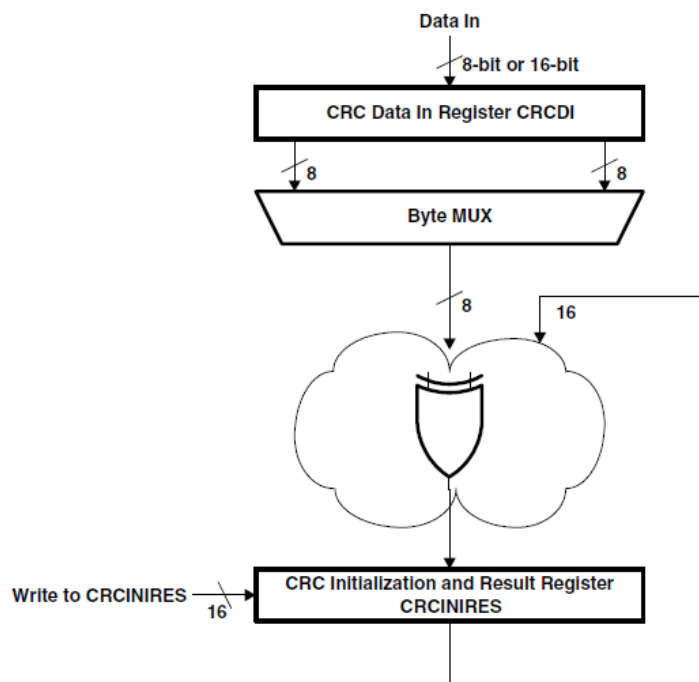 Data In
8-bit or 16-bit
CRC Data In Register CRCDI
8
8
Byte MUX
8
16
CRC Initialization and Result Register
CRCINIRES
Write to CRCINIRES
16